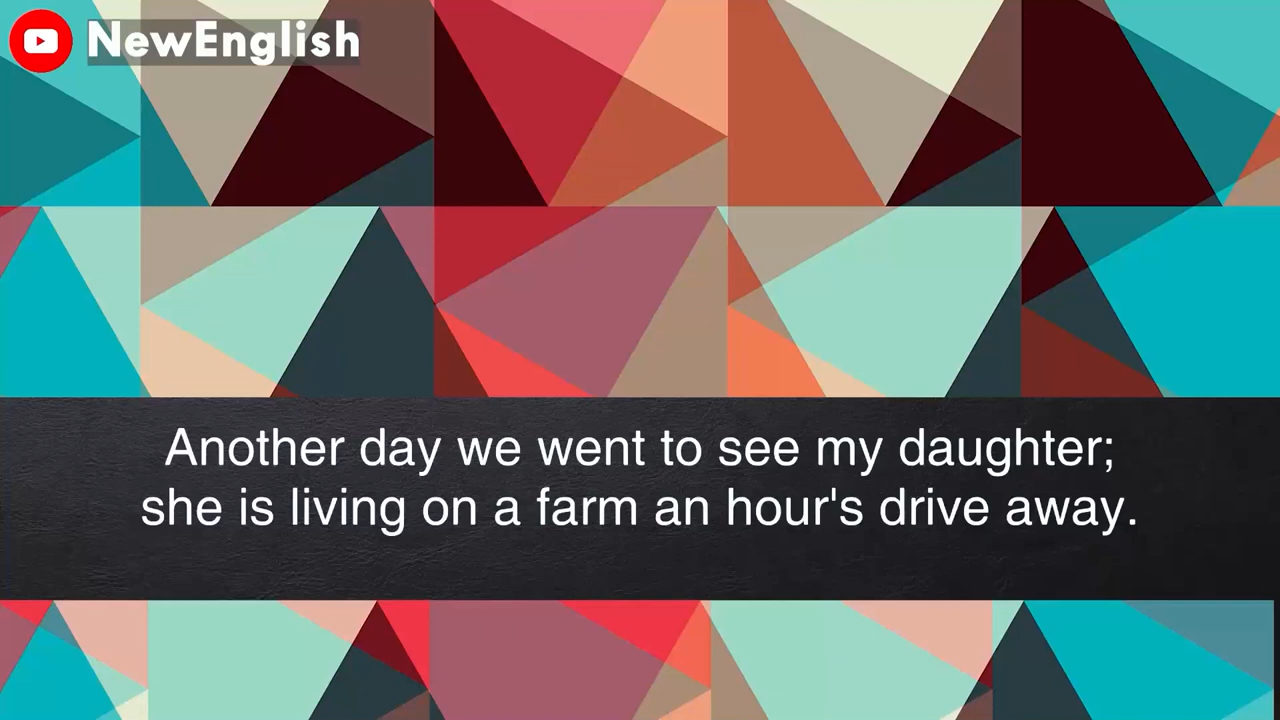 NewEnglish
Another day we went to see my daughter;
she is living on a farm an hour's drive away.